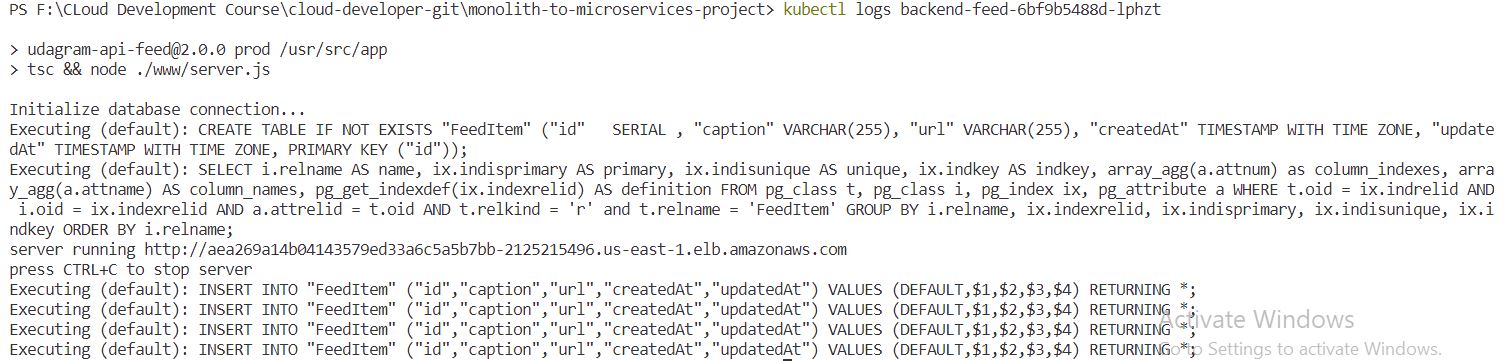 PS F:\CLoud Development Course\cloud-developer-git\monolith-to-microservices-project> kubectl logs backend-feed-6bf9b5488d-lphzt
> udagram-api-feed@2.0.0 prod /usr/src/app
> tsc && node ./www/server.js
Initialize database connection...
Executing (default): CREATE TABLE IF NOT EXISTS "FeedItem" ("id"   SERIAL , "caption" VARCHAR(255), "url" VARCHAR(255), "createdAt" TIMESTAMP WITH TIME ZONE, "update
dAt" TIMESTAMP WITH TIME ZONE, PRIMARY KEY ("id"));
Executing (default): SELECT i.relname AS name, ix.indisprimary AS primary, ix.indisunique AS unique, ix.indkey AS indkey, array_agg(a.attnum) as column_indexes, arra
y_agg(a.attname) AS column_names, pg_get_indexdef(ix.indexrelid) AS definition FROM pg_class t, pg_class i, pg_index ix, pg_attribute a WHERE t.oid = ix.indrelid AND
i.oid = ix.indexrelid AND a.attrelid = t.oid AND t.relkind = 'r' and t.relname = 'FeedItem' GROUP BY i.relname, ix.indexrelid, ix.indisprimary, ix.indisunique, ix.i
ndkey ORDER BY i.relname;
server running http://aea269a14b04143579ed33a6c5a5b7bb-2125215496.us-east-1.elb.amazonaws.com
press CTRL+C to stop server
Executing (default): INSERT INTO "FeedItem" ("id","caption","url","createdAt","updatedAt") VALUES (DEFAULT,$1,$2,$3,$4) RETURNING *;
Executing (default): INSERT INTO "FeedItem" ("id","caption","url","createdAt","updatedAt") VALUES (DEFAULT,$1,$2,$3,$4) RETURNING *;
Executing (default): INSERT INTO "FeedItem" ("id","caption","url","createdAt","updatedAt") VALUES (DEFAULT,$1,$2,$3,$4) RETURNING *;
Executing (default): INSERT INTO "FeedItem" ("id","caption","url","createdAt","updatedAt") VALUES (DEFAULT,$1,$2,$3,$4) RETURNING *;
Activate Windows
Go to Settings to activate Windows.